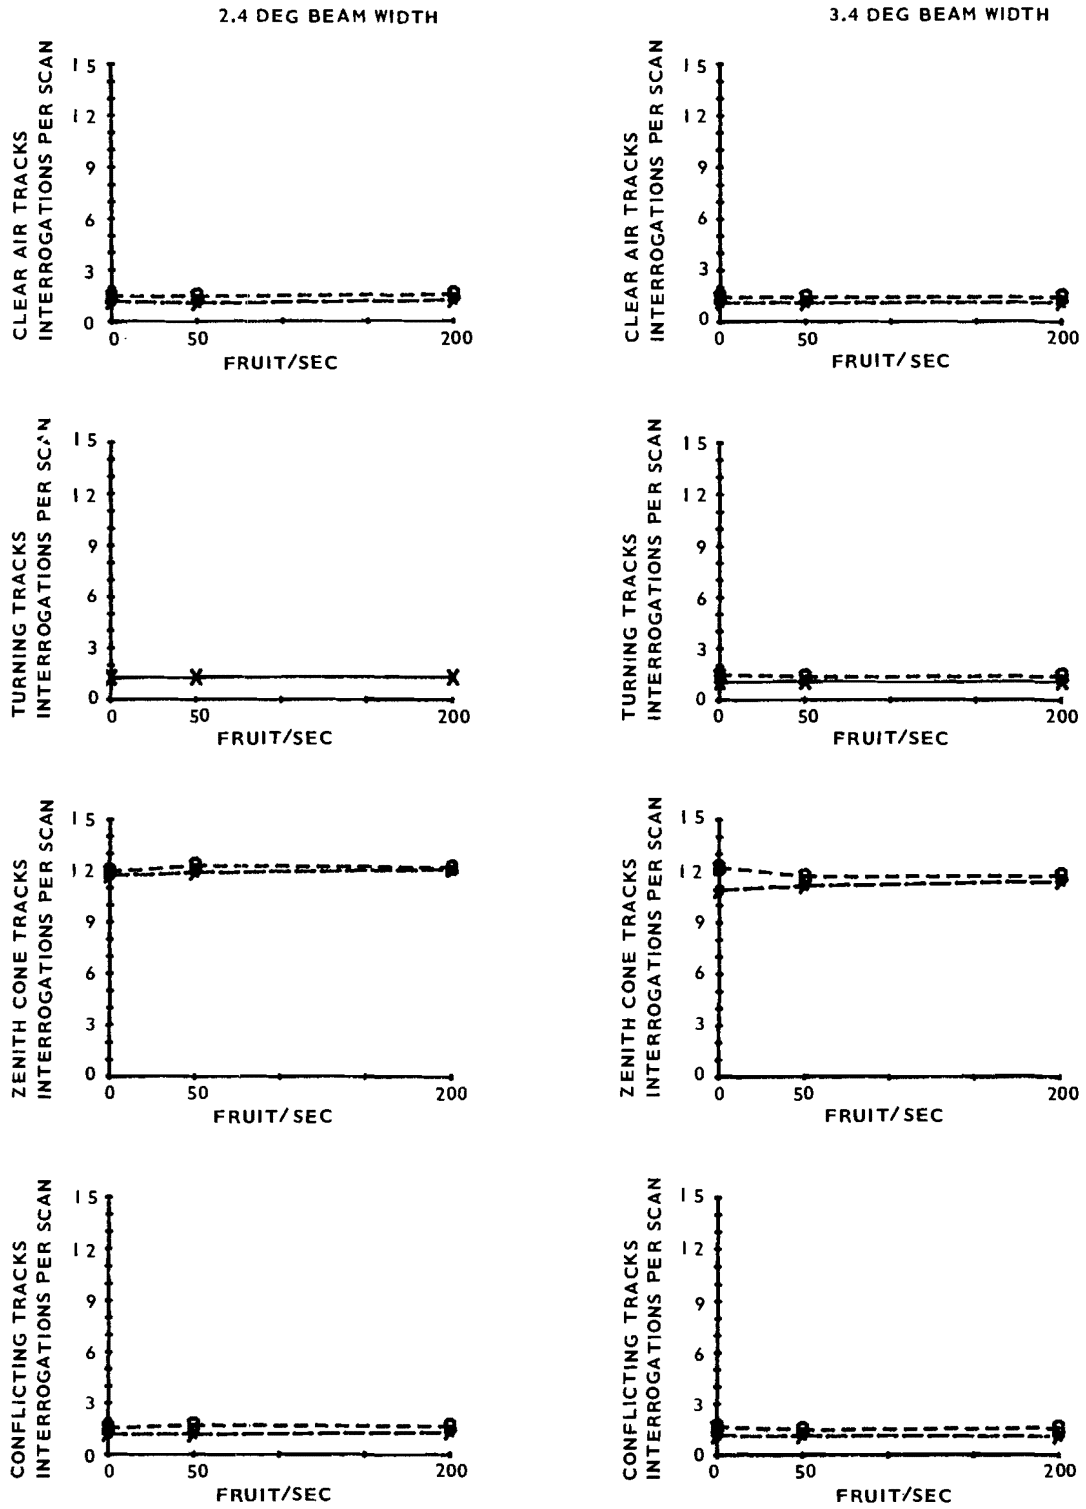 2.4 DEG BEAM WIDTH
3.4 DEG BEAM WIDTH
CLEAR AIR TRACKS
INTERROGATIONS PER SCAN
15
12
9
6
3
0
0 50 200
FRUIT/SEC
CLEAR AIR TRACKS
INTERROGATIONS PER SCAN
15
12
9
6
3
0
0 50 200
FRUIT/SEC
TURNING TRACKS
INTERROGATIONS PER SCAN
15
12
9
6
3
0
0 50 200
FRUIT/SEC
TURNING TRACKS
INTERROGATIONS PER SCAN
15
12
9
6
3
0
0 50 200
FRUIT/SEC
ZENITH CONE TRACKS
INTERROGATIONS PER SCAN
15
12
9
6
3
0
0 50 200
FRUIT/SEC
ZENITH CONE TRACKS
INTERROGATIONS PER SCAN
15
12
9
6
3
0
0 50 200
FRUIT/SEC
CONFLICTING TRACKS
INTERROGATIONS PER SCAN
15
12
9
6
3
0
0 50 200
FRUIT/SEC
CONFLICTING TRACKS
INTERROGATIONS PER SCAN
15
12
9
6
3
0
0 50 200
FRUIT/SEC